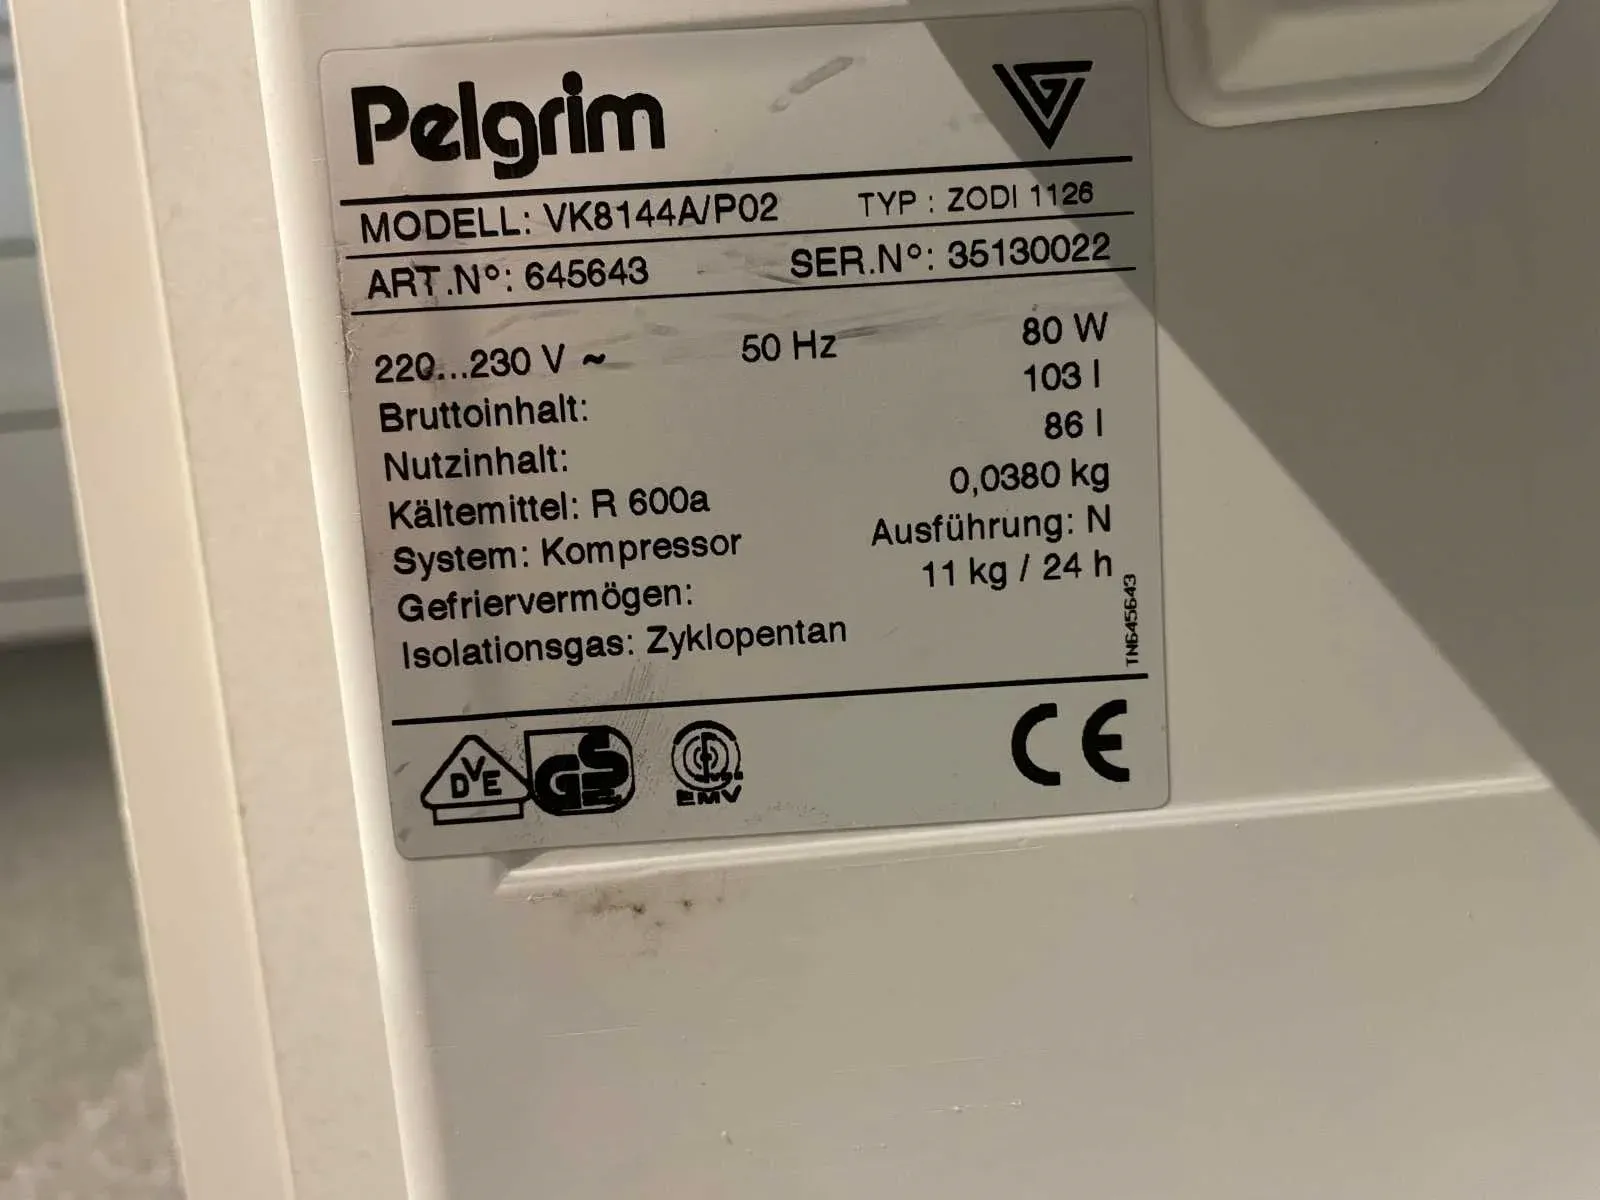 Pelgrim
MODELL: VK8144A/P02 TYP : ZODI 1126
ART.Nº: 645643 SER.Nº: 35130022
220...230 V ~ 50 Hz 80 W
Bruttoinhalt: 103 l
Nutzinhalt: 86 l
Kältemittel: R 600a 0,0380 kg
System: Kompressor Ausführung: N
Gefriervermögen: 11 kg / 24 h
Isolationsgas: Zyklopentan
TN645643
DVE GS EMV CE